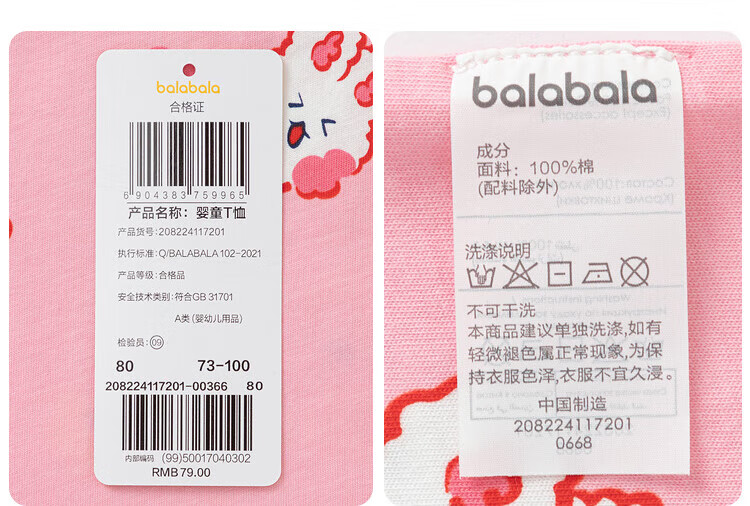 balabala
合格证
6 904383 759965
产品名称：婴童T恤
产品货号：208224117201
执行标准：Q/BALABALA 102-2021
产品等级：合格品
安全技术类别：符合GB 31701
A类 (婴幼儿用品)
检验员：09
80 73-100
208224117201-00366 80
内部编码 (99)50017040302
RMB 79.00
balabala
成分
面料：100%棉
(配料除外)
洗涤说明
不可干洗
本商品建议单独洗涤,如有
轻微褪色属正常现象,为保
持衣服色泽,衣服不宜久浸。
中国制造
208224117201
0668